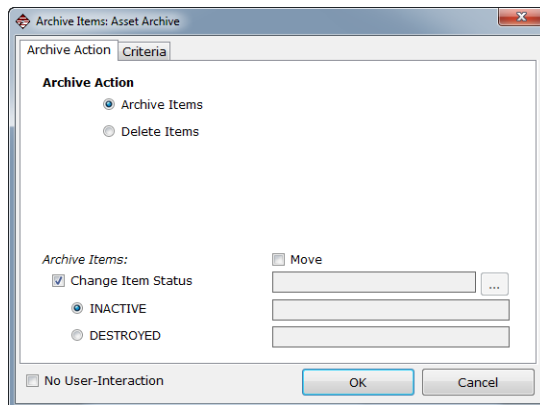 Archive Items: Asset Archive
Archive Action Criteria
Archive Action
Archive Items
Delete Items
Archive Items: Move
Change Item Status ...
INACTIVE
DESTROYED
No User-Interaction OK Cancel